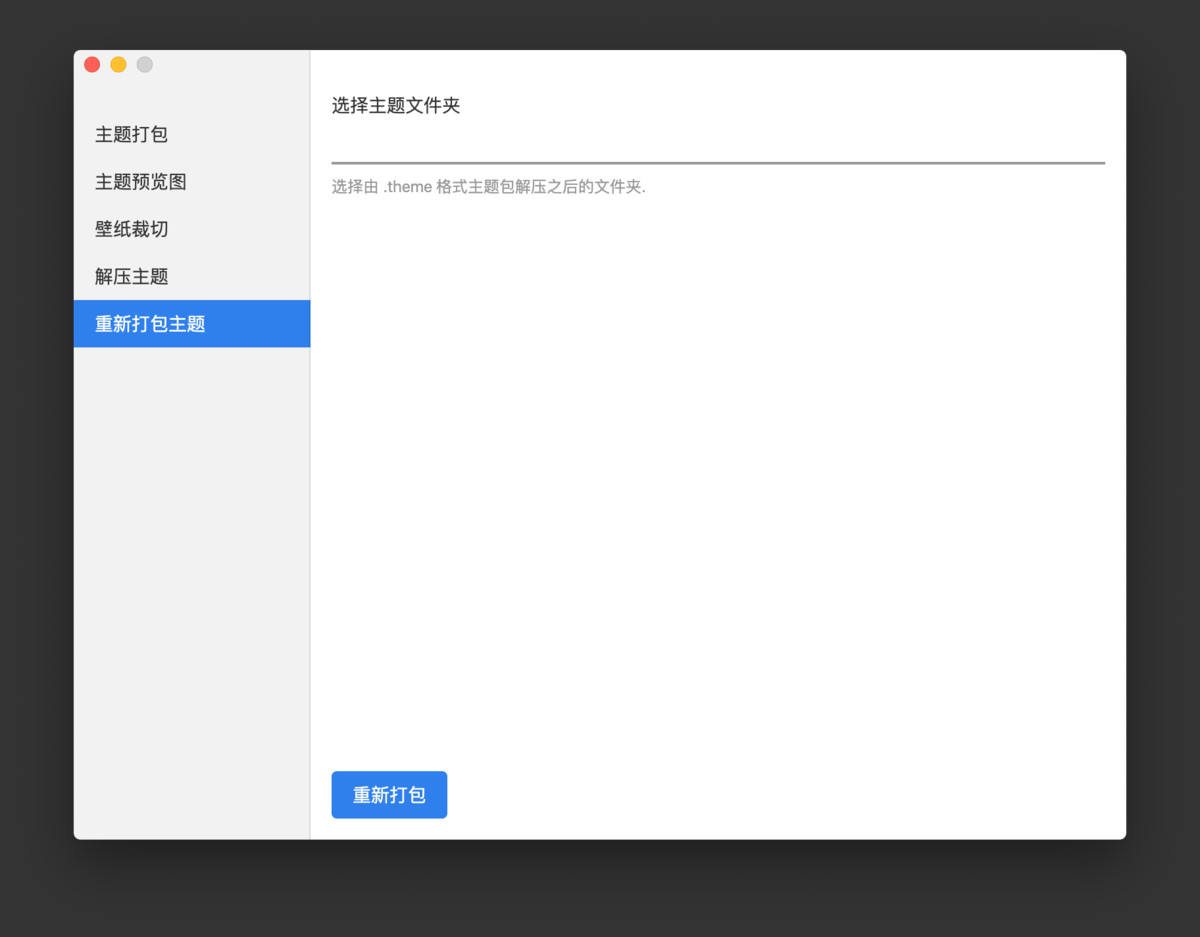 主题打包
主题预览图
壁纸裁切
解压主题
重新打包主题
选择主题文件夹
选择由 .theme 格式主题包解压之后的文件夹.
重新打包